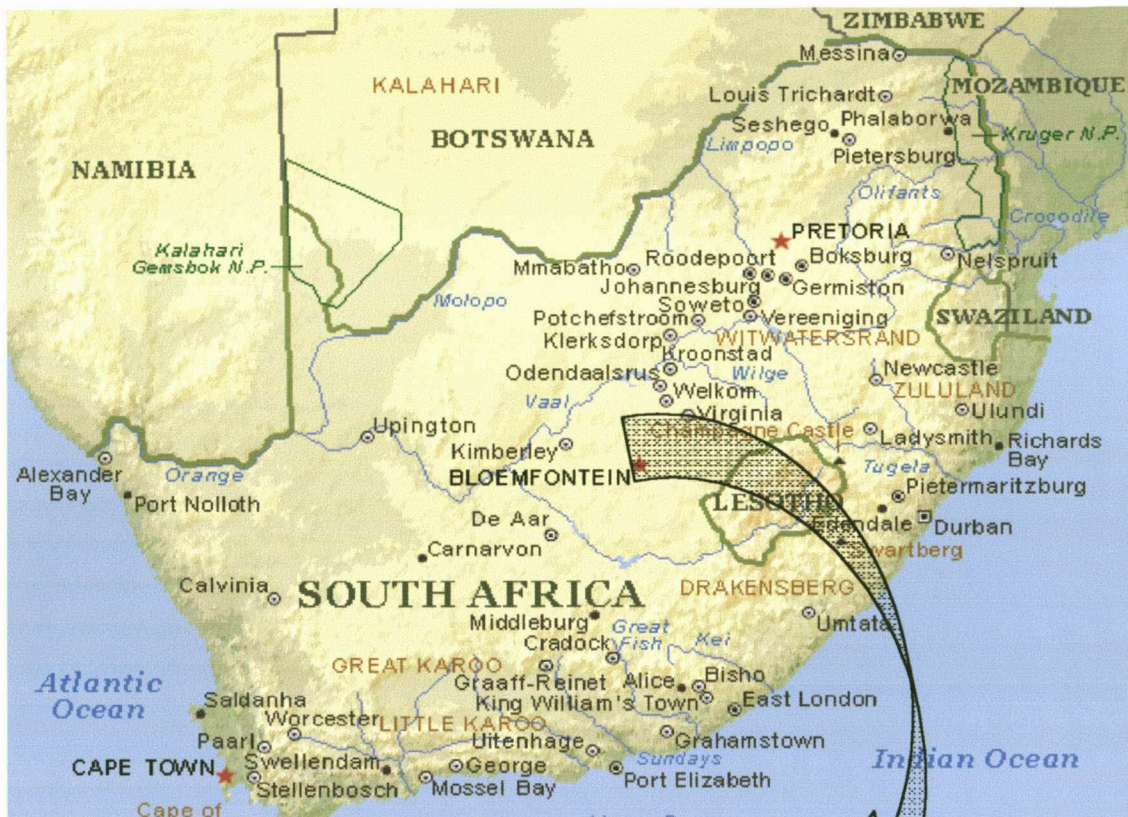 ZIMBABWE
Messina
KALAHARI
MOZAMBIQUE
Louis Trichardt
Phalaborwa
Seshego
BOTSWANA
Kruger N.P.
Limpopo
Pietersburg
NAMIBIA
Olifants
Crocodile
PRETORIA
Kalahari
Gemsbok N.P.
Roodepoort
Boksburg
Nelspruit
Mmabatho
Johannesburg
Germiston
Molopo
Soweto
Potchefstroom
Vereeniging
SWAZILAND
Klerksdorp
WITWATERSRAND
Kroonstad
Odendaalsrus
Wilge
Newcastle
Welkom
ZULULAND
Vaal
Virginia
Ulundi
Upington
Champagne Castle
Kimberley
Ladysmith
Richards
Bay
Alexander
Bay
Orange
BLOEMFONTEIN
Tugela
Port Nolloth
LESOTHO
Pietermaritzburg
De Aar
Edendale
Durban
Carnarvon
Swartberg
Calvinia
SOUTH AFRICA
DRAKENSBERG
Middleburg
Umtata
Great
Fish
Kei
Cradock
GREAT KAROO
Atlantic
Ocean
Graaff-Reinet
Alice
Bisho
Saldanha
King William's Town
East London
Worcester
LITTLE KAROO
Paarl
Uitenhage
Grahamstown
Indian Ocean
CAPE TOWN
Swellendam
George
Sundays
Stellenbosch
Mossel Bay
Port Elizabeth
Cape of